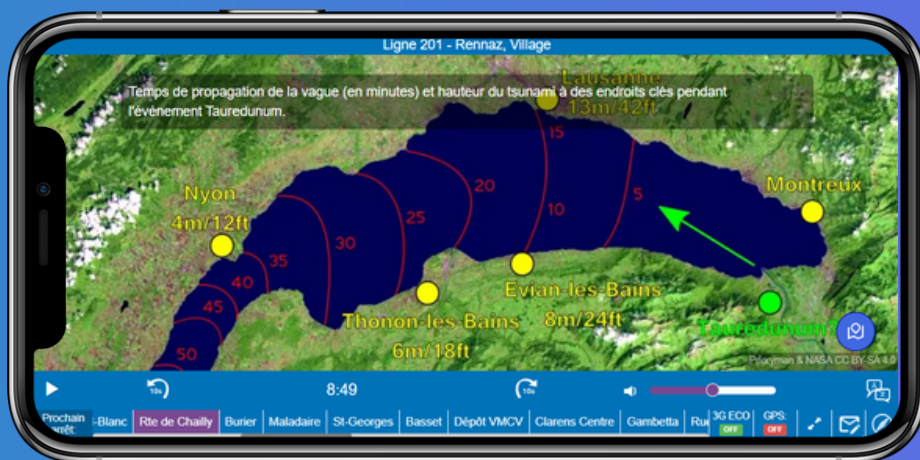 Ligne 201 - Rennaz, Village
Temps de propagation de la vague (en minutes) et hauteur du tsunami à des endroits clés pendant
l'événement Tauredunum.
Lausanne
13m/42ft
15
Montreux
Nyon
4m/12ft
20
5
10
25
30
35
40
45
50
Evian-les-Bains
8m/24ft
Thonon-les-Bains
6m/18ft
Tauredunum?
Pitoryman & NASA CC BY-SA 4.0
10s
8:49
10s
Prochain
arrêt:
-Blanc
Rte de Chailly
Burier
Maladaire
St-Georges
Basset
Dépôt VMCV
Clarens Centre
Gambetta
Rue
3G ECO
OFF
GPS:
OFF